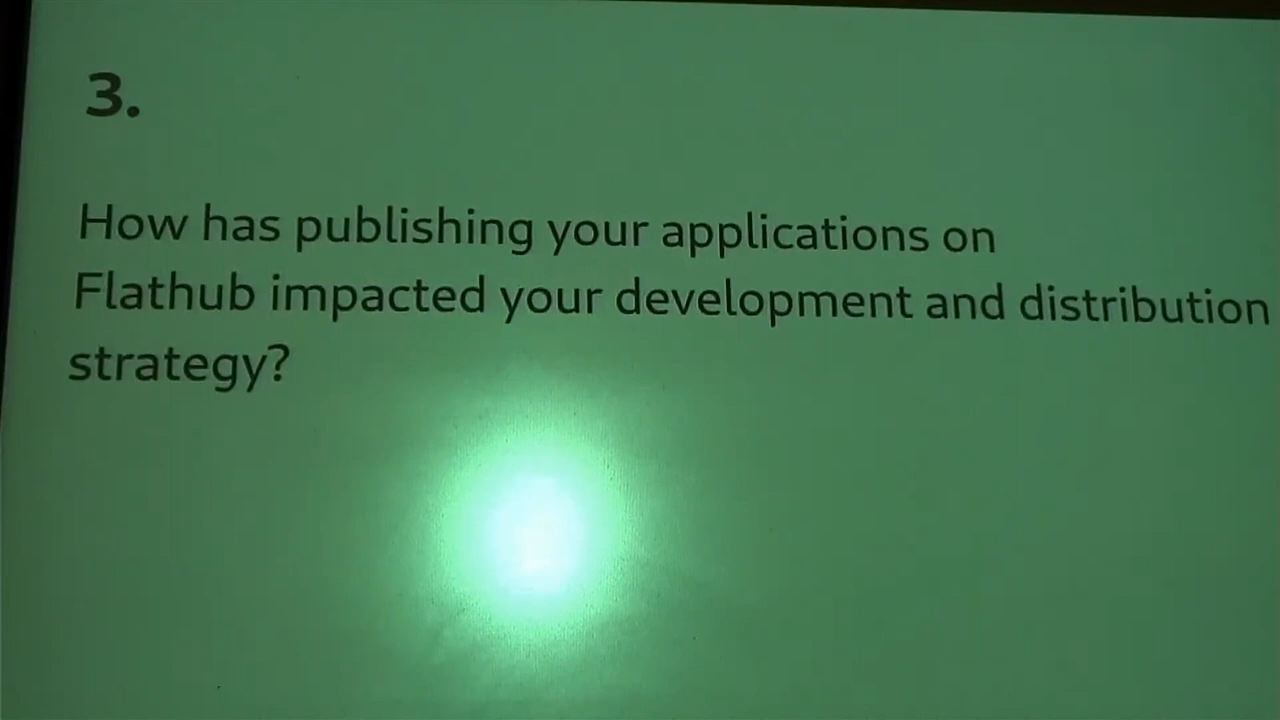 3.
How has publishing your applications on
Flathub impacted your development and distribution
strategy?